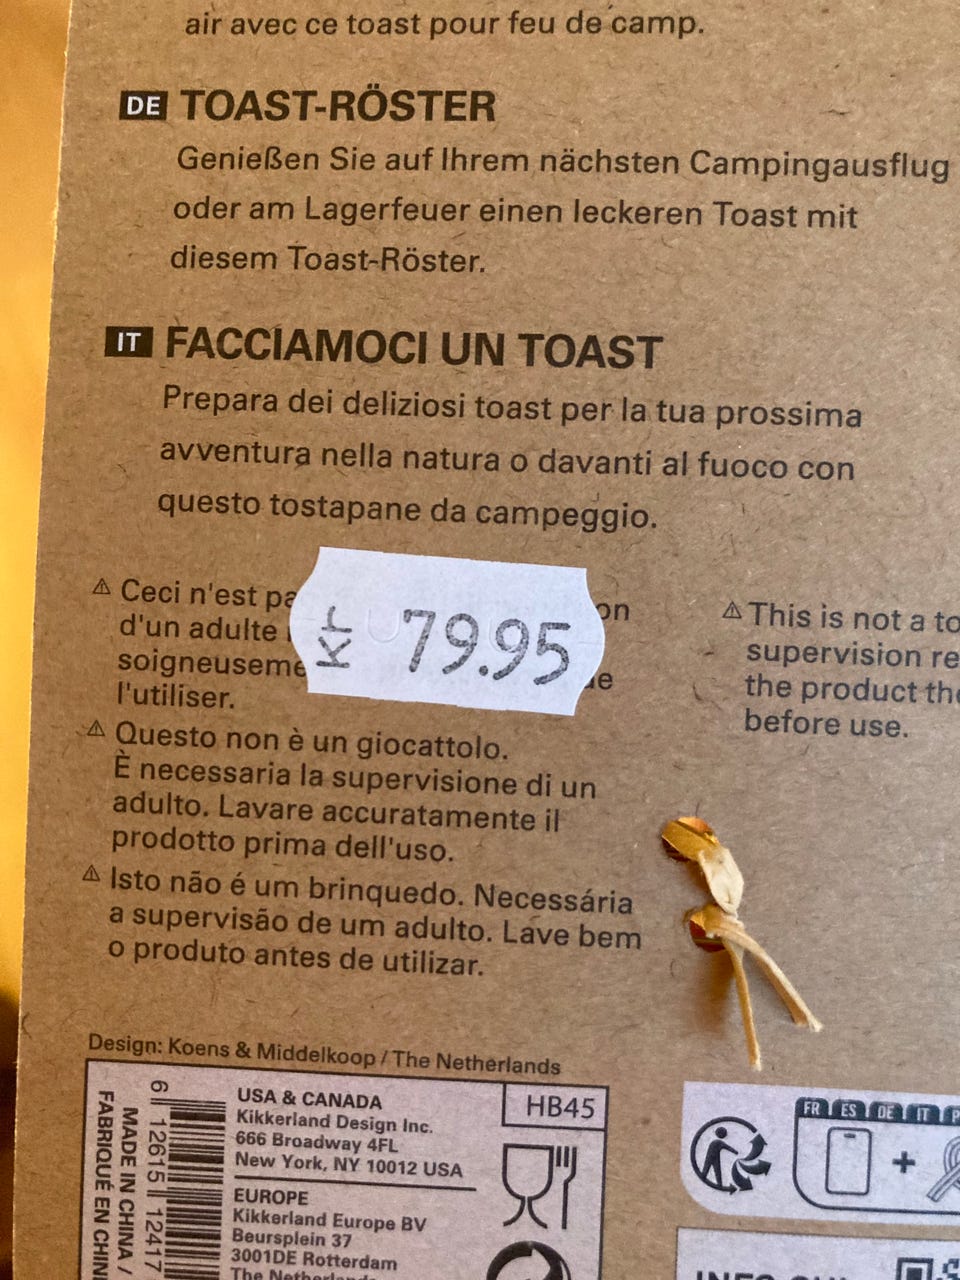 air avec ce toast pour feu de camp.
DE TOAST-RÖSTER
Genießen Sie auf Ihrem nächsten Campingausflug
oder am Lagerfeuer einen leckeren Toast mit
diesem Toast-Röster.
IT FACCIAMOCI UN TOAST
Prepara dei deliziosi toast per la tua prossima
avventura nella natura o davanti al fuoco con
questo tostapane da campeggio.
Ceci n'est
d'un adulte
soigneuseme
l'utiliser.
Kr 79.95
This is not a
supervision
the product
before use.
Questo non è un giocattolo.
È necessaria la supervisione di un
adulto. Lavare accuratamente il
prodotto prima dell'uso.
Isto não é um brinquedo. Necessária
a supervisão de um adulto. Lave bem
o produto antes de utilizar.
Design: Koens & Middelkoop / The Netherlands
MADE IN CHINA /
FABRIQUÉ EN CHINE
6 12615 12417
USA & CANADA
Kikkerland Design Inc.
666 Broadway 4FL
New York, NY 10012 USA
EUROPE
Kikkerland Europe BV
Beursplein 37
3001DE Rotterdam
The Netherlands
HB45
FR ES DE IT
+